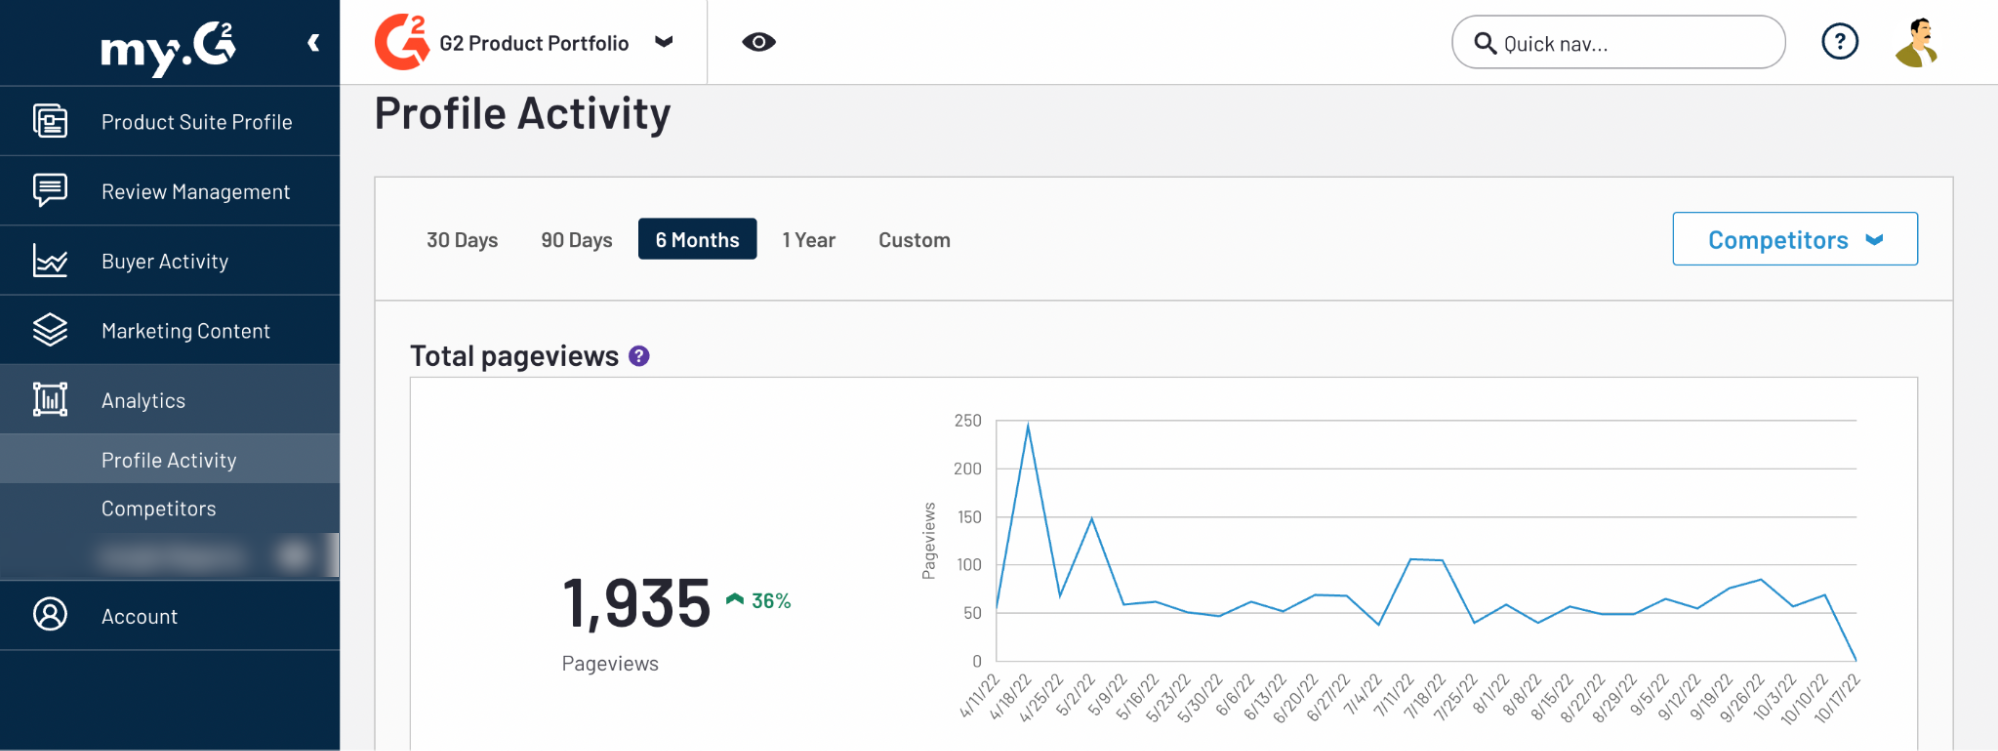 my.G2
G2 Product Portfolio
Quick nav...
?
Product Suite Profile
Review Management
Buyer Activity
Marketing Content
Analytics
Profile Activity
Competitors
Account
Profile Activity
30 Days
90 Days
6 Months
1 Year
Custom
Competitors
Total pageviews ?
1,935 36%
Pageviews
Pageviews
250
200
150
100
50
0
4/11/22
4/18/22
4/25/22
5/2/22
5/9/22
5/16/22
5/23/22
5/30/22
6/6/22
6/13/22
6/20/22
6/27/22
7/4/22
7/11/22
7/18/22
7/25/22
8/1/22
8/8/22
8/15/22
8/22/22
8/29/22
9/5/22
9/12/22
9/19/22
9/26/22
10/3/22
10/10/22
10/17/22